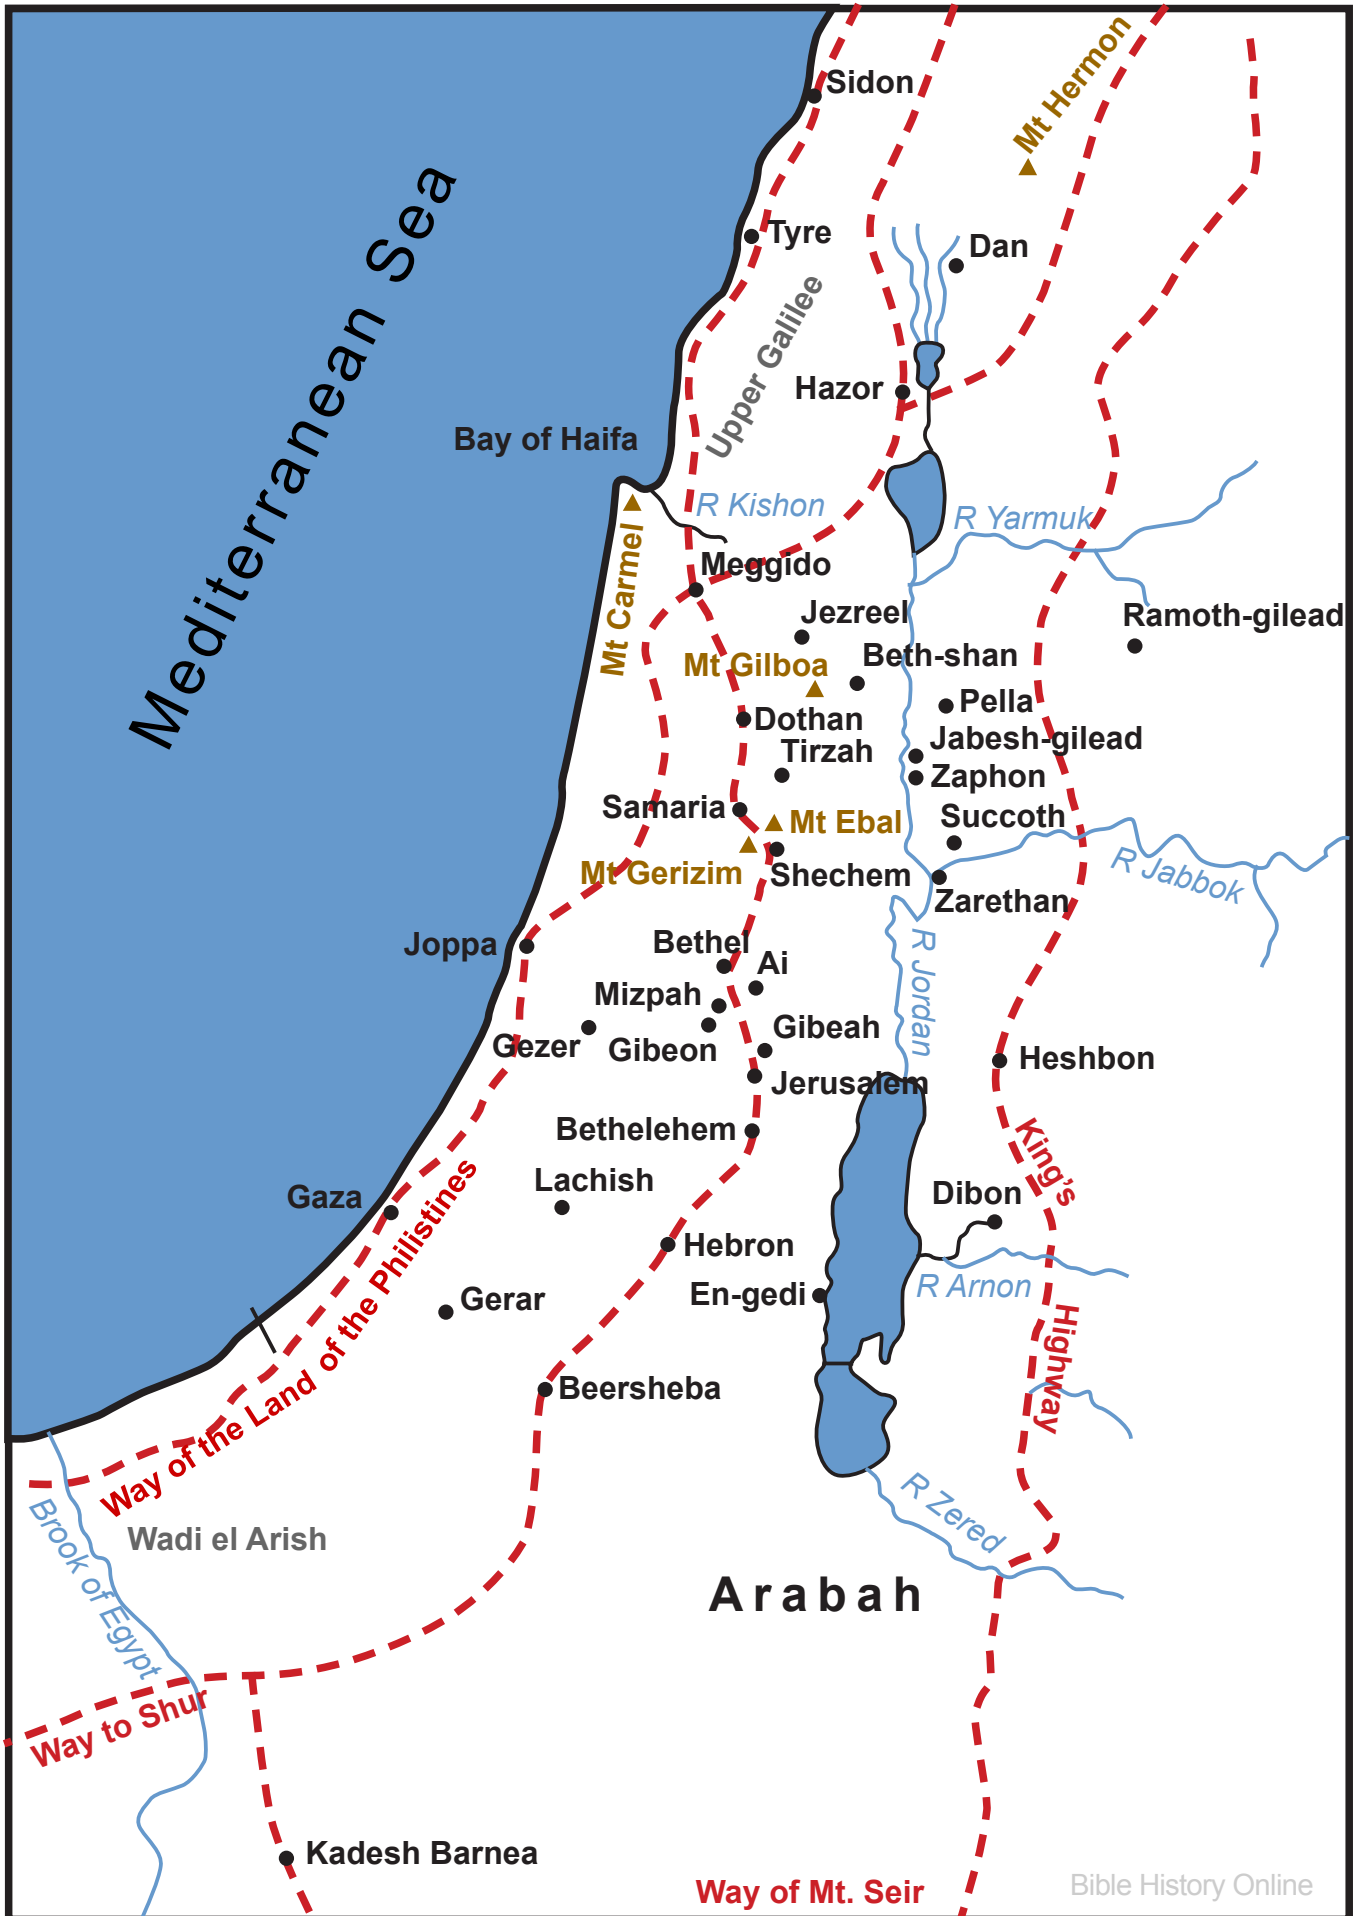 Sidon
Mt Hermon
Mediterranean Sea
Tyre
Dan
Upper Galilee
Hazor
Bay of Haifa
R Kishon
R Yarmuk
Mt Carmel
Meggido
Jezreel
Ramoth-gilead
Mt Gilboa
Beth-shan
Pella
Dothan
Jabesh-gilead
Tirzah
Zaphon
Samaria
Mt Ebal
Succoth
Mt Gerizim
Shechem
R Jabbok
Zarethan
Joppa
Bethel
Ai
R Jordan
Mizpah
Gezer
Gibeon
Gibeah
Heshbon
Jerusalem
Bethelehem
King's
Lachish
Dibon
Gaza
Hebron
En-gedi
R Arnon
Gerar
Highway
Way of the Land of the Philistines
Beersheba
Brook of Egypt
Wadi el Arish
R Zered
Arabah
Way to Shur
Kadesh Barnea
Way of Mt. Seir
Bible History Online